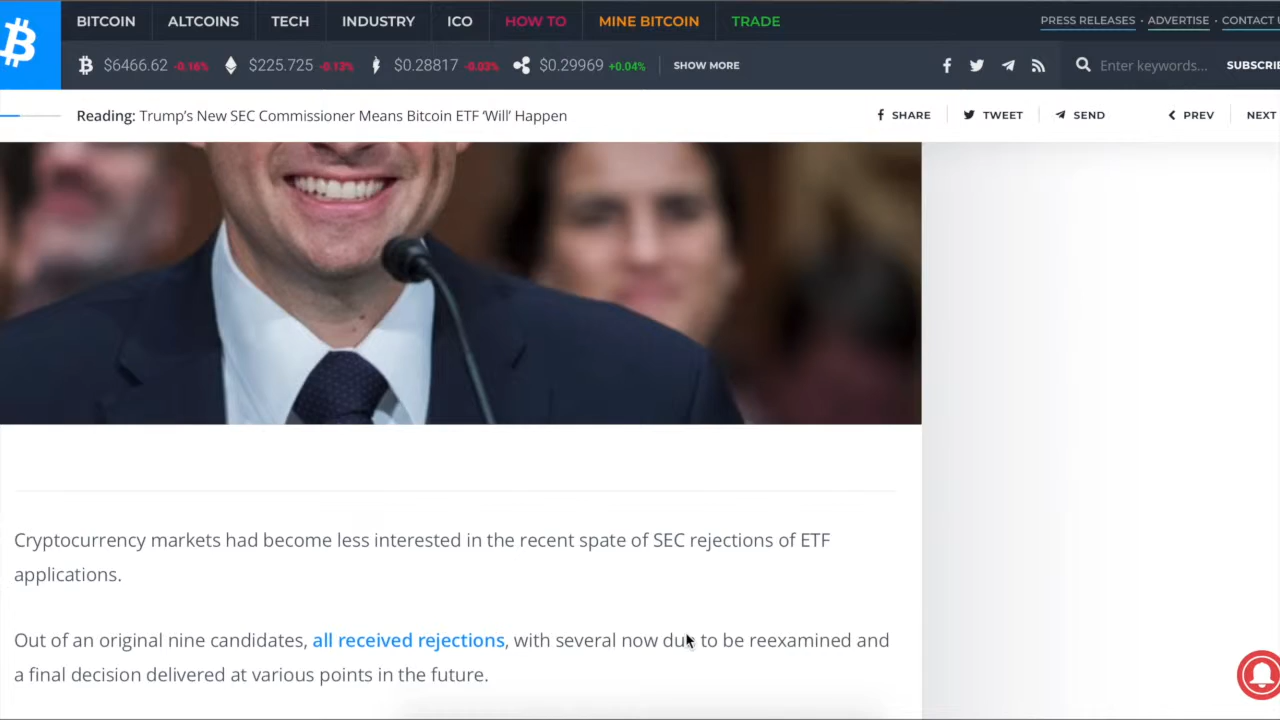 BITCOIN ALTCOINS TECH INDUSTRY ICO HOW TO MINE BITCOIN TRADE PRESS RELEASES · ADVERTISE · CONTACT
$6466.62 -0.16% $225.725 -0.13% $0.28817 -0.03% $0.29969 +0.04% SHOW MORE Enter keywords... SUBSCRIBE
Reading: Trump's New SEC Commissioner Means Bitcoin ETF 'Will' Happen SHARE TWEET SEND PREV NEXT
Cryptocurrency markets had become less interested in the recent spate of SEC rejections of ETF
applications.
Out of an original nine candidates, all received rejections, with several now due to be reexamined and
a final decision delivered at various points in the future.